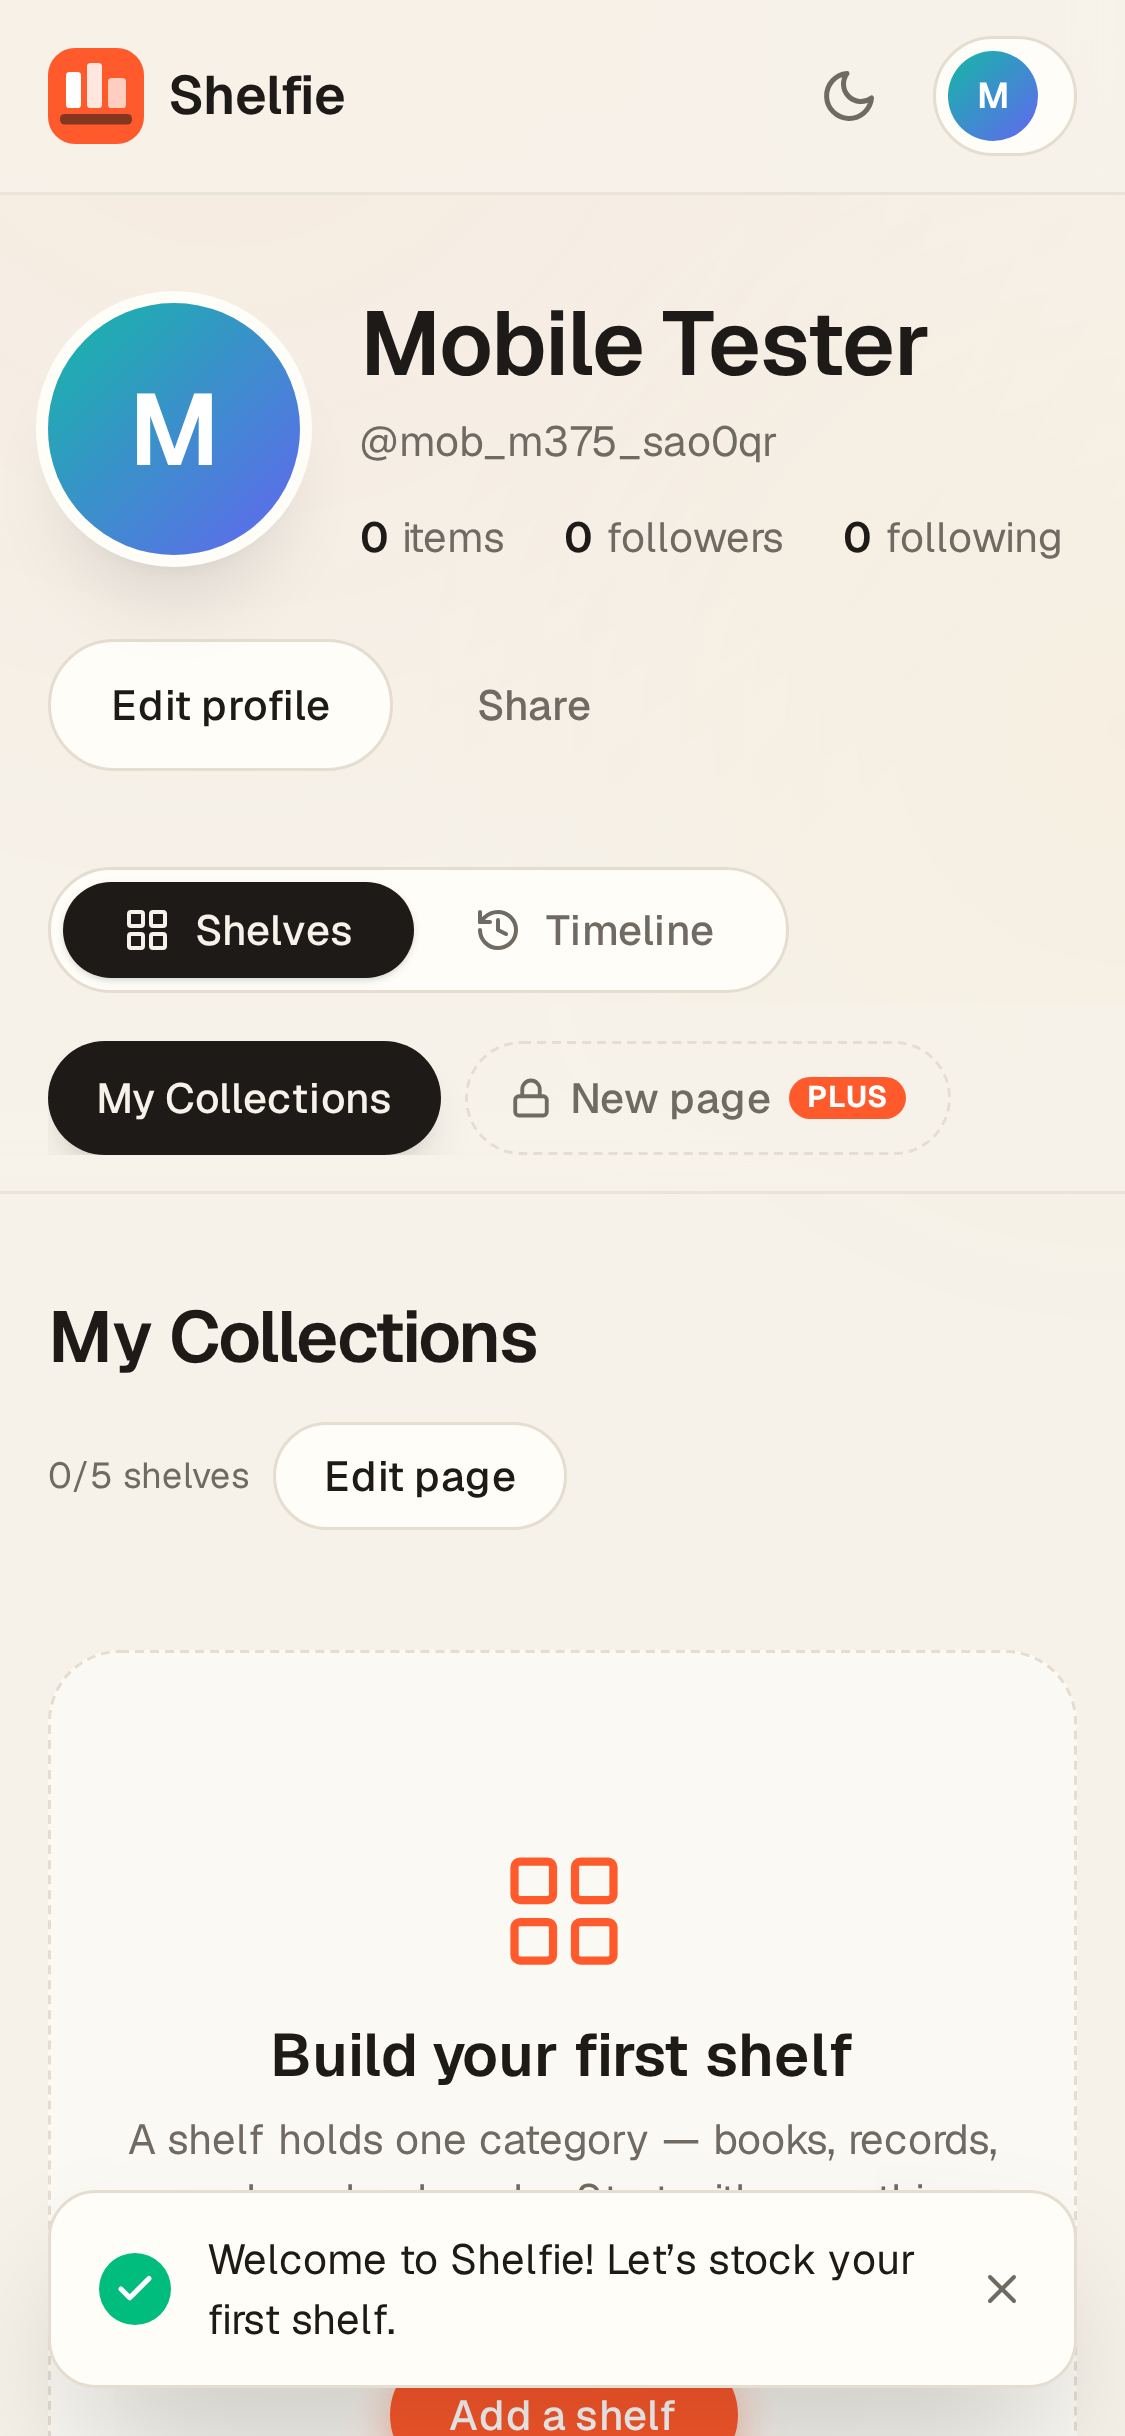 Shelfie
M
M
Mobile Tester
@mob_m375_sao0qr
0 items 0 followers 0 following
Edit profile Share
Shelves Timeline
My Collections New page PLUS
My Collections
0/5 shelves Edit page
Build your first shelf
A shelf holds one category — books, records,
Welcome to Shelfie! Let’s stock your
first shelf.
Add a shelf